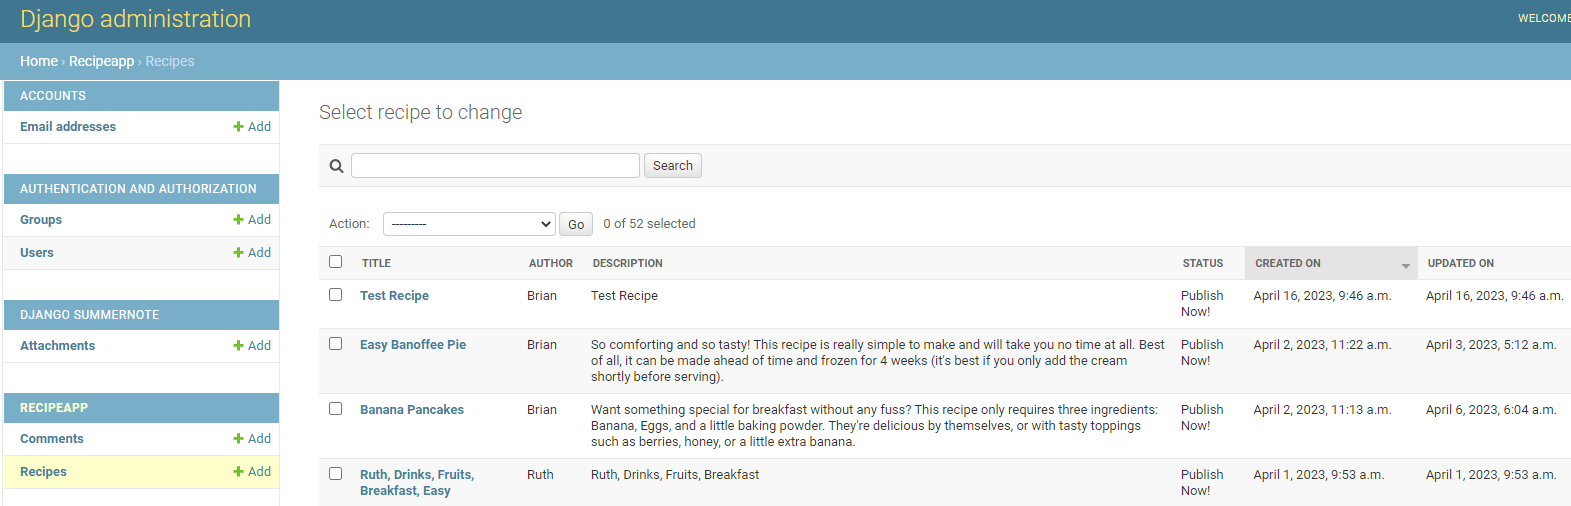 Django administration
WELCOME
Home › Recipeapp › Recipes
ACCOUNTS
Email addresses + Add
AUTHENTICATION AND AUTHORIZATION
Groups + Add
Users + Add
DJANGO SUMMERNOTE
Attachments + Add
RECIPEAPP
Comments + Add
Recipes + Add
Select recipe to change
Search
Action: --------- Go 0 of 52 selected
TITLE AUTHOR DESCRIPTION STATUS CREATED ON UPDATED ON
Test Recipe Brian Test Recipe Publish April 16, 2023, 9:46 a.m. April 16, 2023, 9:46 a.m.
Now!
Easy Banoffee Pie Brian So comforting and so tasty! This recipe is really simple to make and will take you no time at all. Best Publish April 2, 2023, 11:22 a.m. April 3, 2023, 5:12 a.m.
of all, it can be made ahead of time and frozen for 4 weeks (it's best if you only add the cream Now!
shortly before serving).
Banana Pancakes Brian Want something special for breakfast without any fuss? This recipe only requires three ingredients: Publish April 2, 2023, 11:13 a.m. April 6, 2023, 6:04 a.m.
Banana, Eggs, and a little baking powder. They're delicious by themselves, or with tasty toppings Now!
such as berries, honey, or a little extra banana.
Ruth, Drinks, Fruits, Ruth Ruth, Drinks, Fruits, Breakfast Publish April 1, 2023, 9:53 a.m. April 1, 2023, 9:53 a.m.
Breakfast, Easy Now!